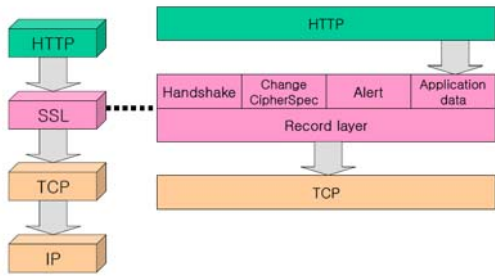 HTTP
SSL
TCP
IP
HTTP
Handshake
Change
CipherSpec
Alert
Application
data
Record layer
TCP